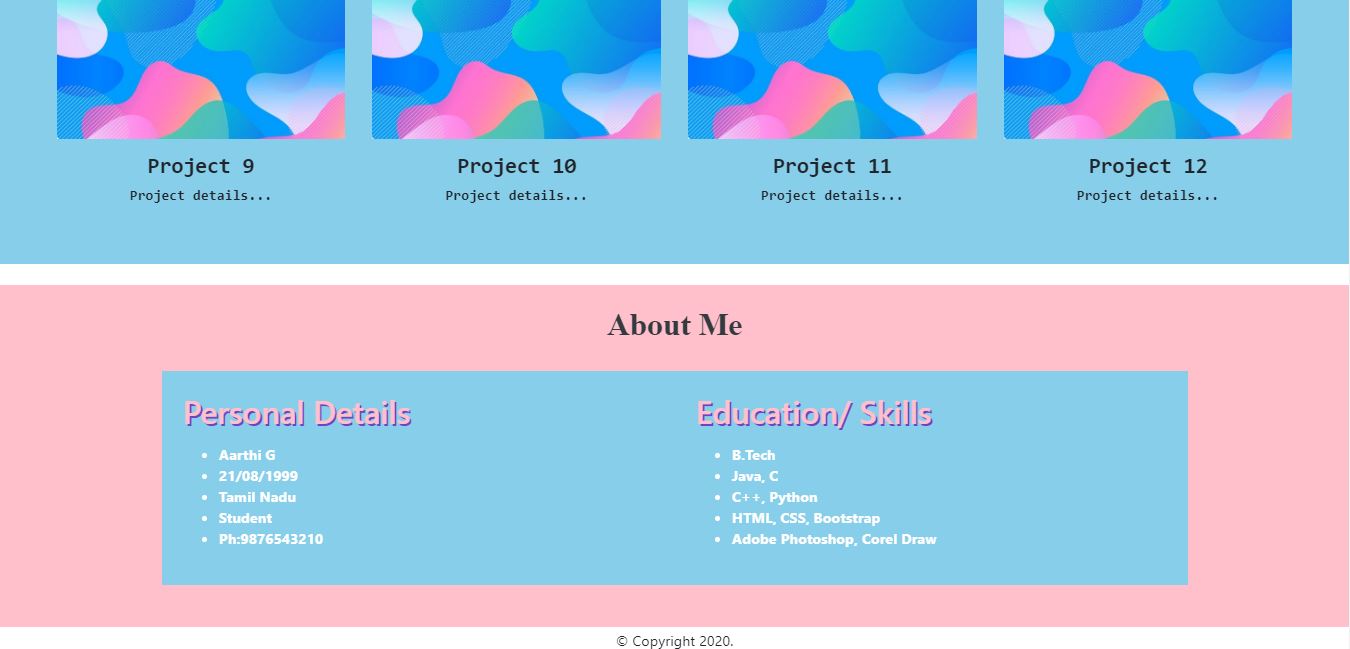 Project 9
Project details...
Project 10
Project details...
Project 11
Project details...
Project 12
Project details...
About Me
Personal Details
Aarthi G
21/08/1999
Tamil Nadu
Student
Ph:9876543210
Education/ Skills
B.Tech
Java, C
C++, Python
HTML, CSS, Bootstrap
Adobe Photoshop, Corel Draw
© Copyright 2020.